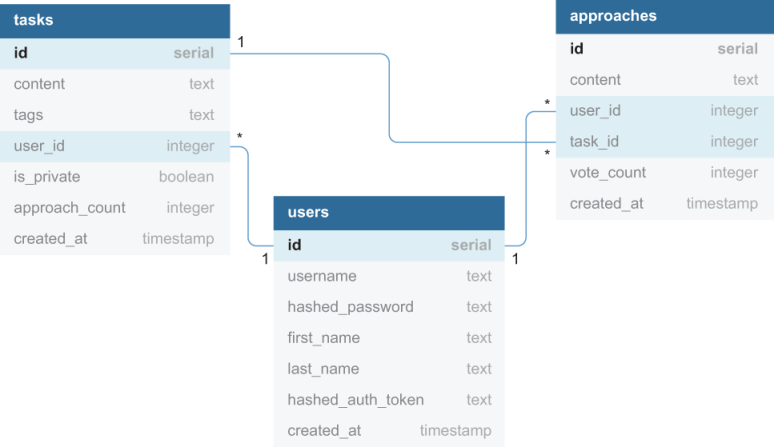 tasks
id serial
content text
tags text
user_id integer
is_private boolean
approach_count integer
created_at timestamp
1
*
approaches
id serial
content text
user_id integer
task_id integer
vote_count integer
created_at timestamp
*
*
users
id serial
username text
hashed_password text
first_name text
last_name text
hashed_auth_token text
created_at timestamp
1
1